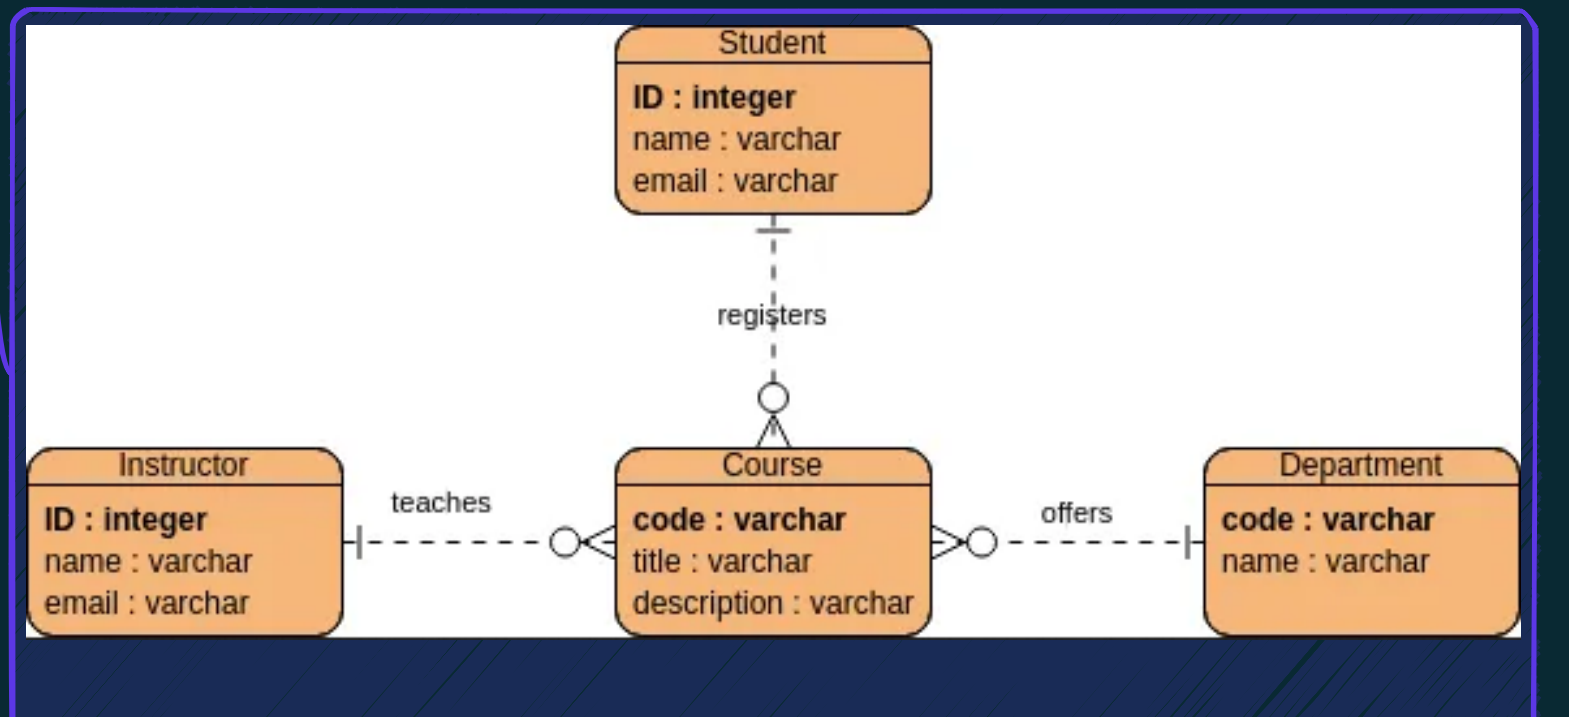 Student
ID : integer
name : varchar
email : varchar
registers
Instructor
ID : integer
name : varchar
email : varchar
teaches
Course
code : varchar
title : varchar
description : varchar
offers
Department
code : varchar
name : varchar